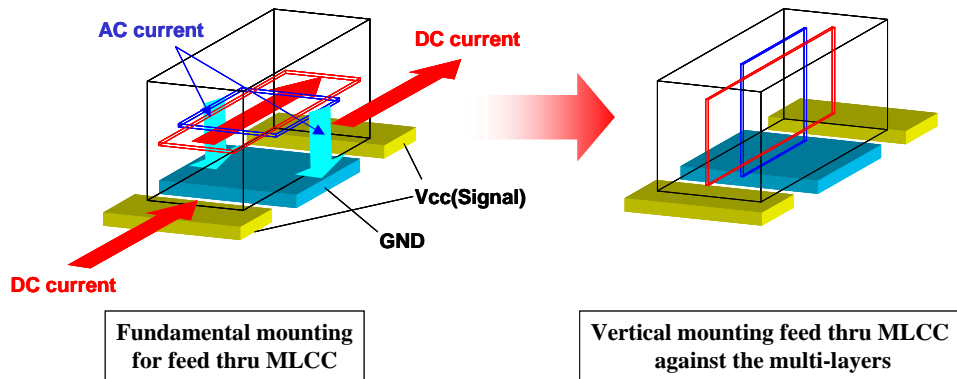 AC current
DC current
Vcc(Signal)
GND
DC current
Fundamental mounting
for feed thru MLCC
Vertical mounting feed thru MLCC
against the multi-layers